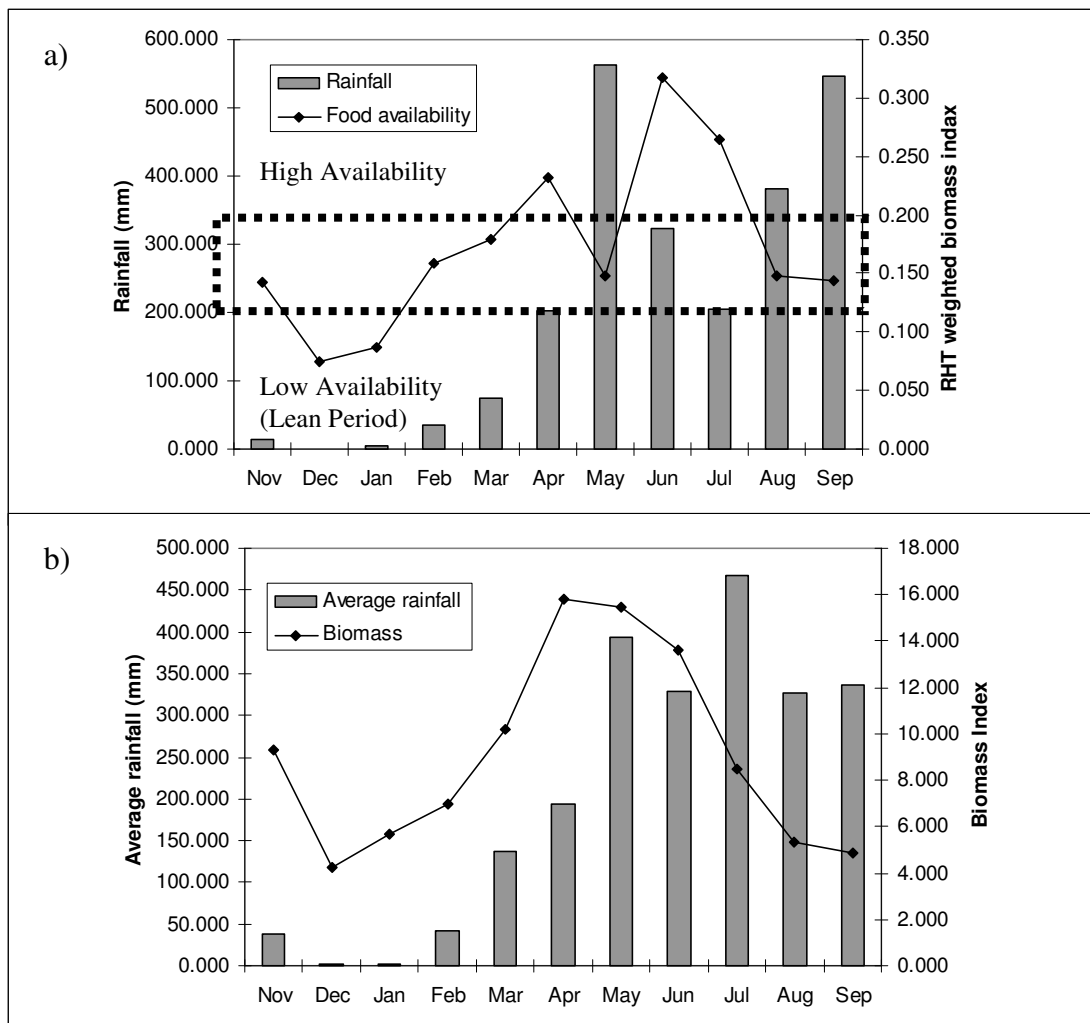 a)
600.000
500.000
400.000
300.000
200.000
100.000
0.000
Rainfall (mm)
Rainfall
Food availability
High Availability
Low Availability
(Lean Period)
0.350
0.300
0.250
0.200
0.150
0.100
0.050
0.000
RHT weighted biomass indax
Nov Dec Jan Feb Mar Apr May Jun Jul Aug Sep
b)
500.000
450.000
400.000
350.000
300.000
250.000
200.000
150.000
100.000
50.000
0.000
Average rainfall (mm)
Average rainfall
Biomass
18.000
16.000
14.000
12.000
10.000
8.000
6.000
4.000
2.000
0.000
Biomass Index
Nov Dec Jan Feb Mar Apr May Jun Jul Aug Sep